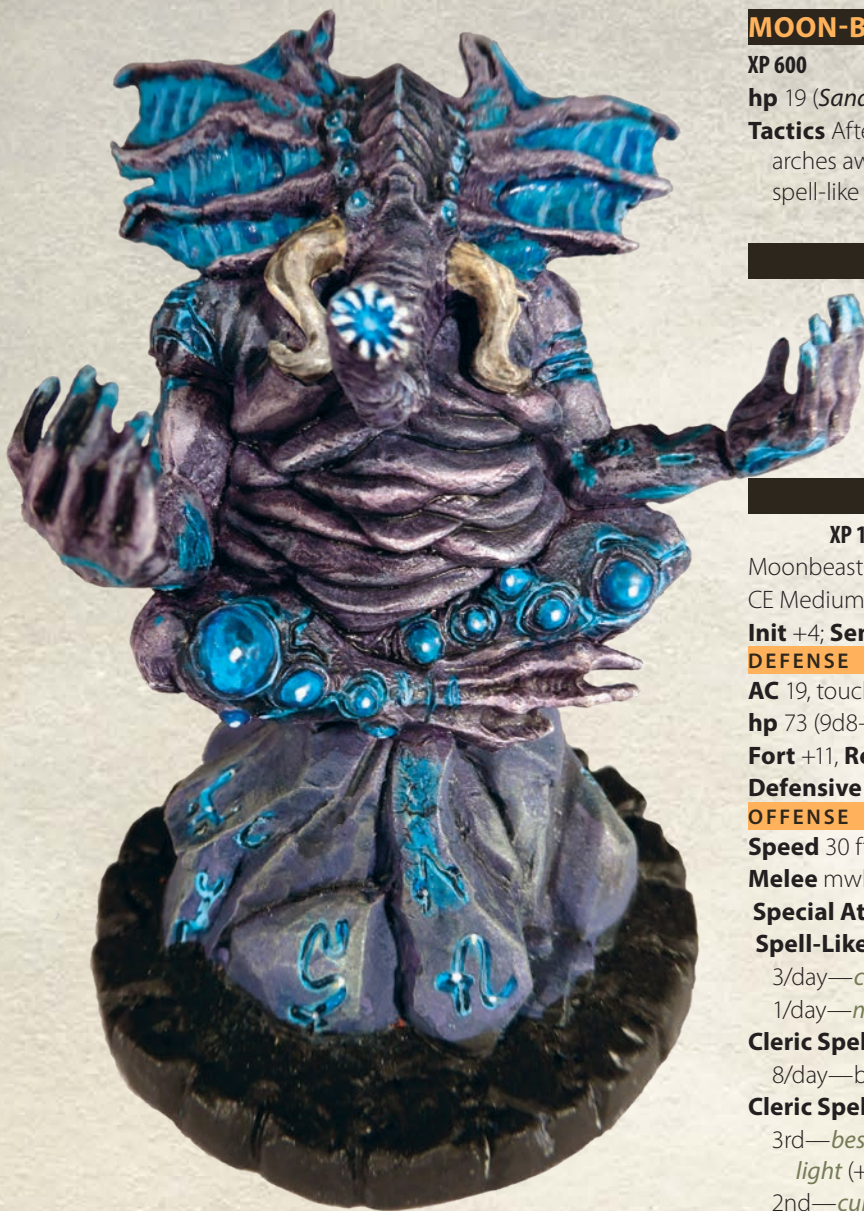 MOON-B
XP 600
hp 19 (Sand
Tactics Afte
arches aw
spell-like
XP 1
Moonbeast
CE Medium
Init +4; Sen
DEFENSE
AC 19, touch
hp 73 (9d8+
Fort +11, Re
Defensive
OFFENSE
Speed 30 f
Melee mw
Special At
Spell-Like
3/day—c
1/day—
Cleric Spel
8/day—b
Cleric Spel
3rd—bes
light (+
2nd—cu